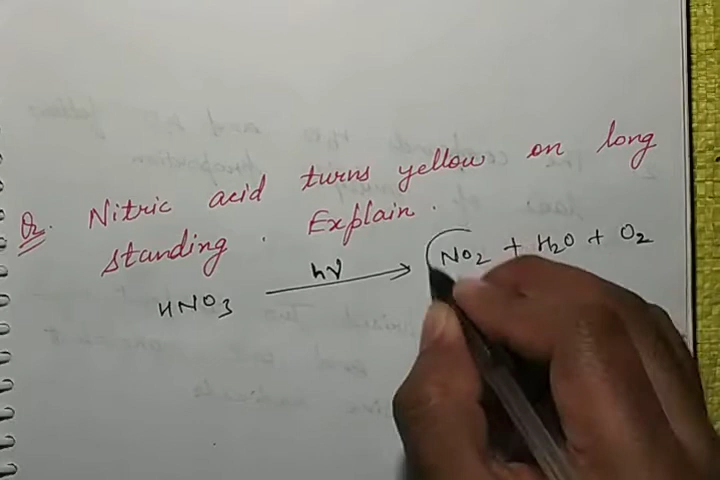 Q. Nitric acid turns yellow on long
standing. Explain.
HNO₃ hν → NO₂ + H₂O + O₂